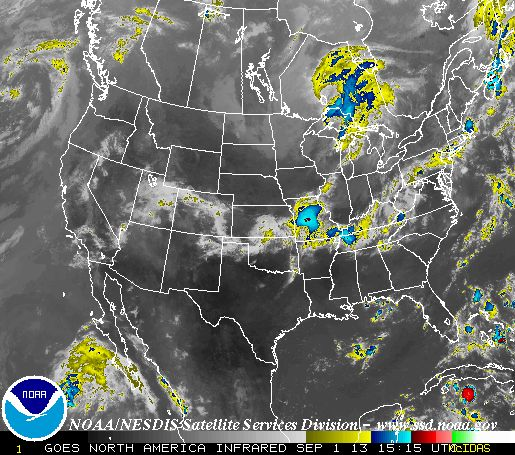 NOAA
NOAA/NESDIS Satellite Services Division - www.ssd.noaa.gov
1 GOES NORTH AMERICA INFRARED SEP 1 13 15:15 UTC McIDAS